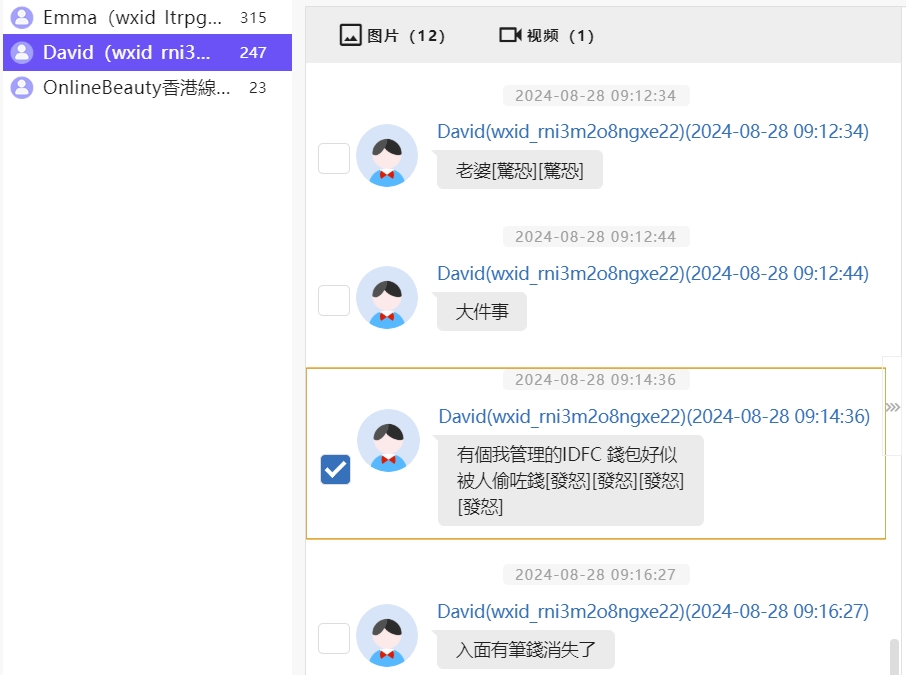 Emma（wxid_ltrpg... 315
David（wxid_rni3... 247
OnlineBeauty香港線... 23
图片（12） 视频（1）
2024-08-28 09:12:34
David(wxid_rni3m2o8ngxe22)(2024-08-28 09:12:34)
老婆[驚恐][驚恐]
2024-08-28 09:12:44
David(wxid_rni3m2o8ngxe22)(2024-08-28 09:12:44)
大件事
2024-08-28 09:14:36
David(wxid_rni3m2o8ngxe22)(2024-08-28 09:14:36)
有個我管理的IDFC 錢包好似
被人偷咗錢[發怒][發怒][發怒]
[發怒]
2024-08-28 09:16:27
David(wxid_rni3m2o8ngxe22)(2024-08-28 09:16:27)
入面有筆錢消失了